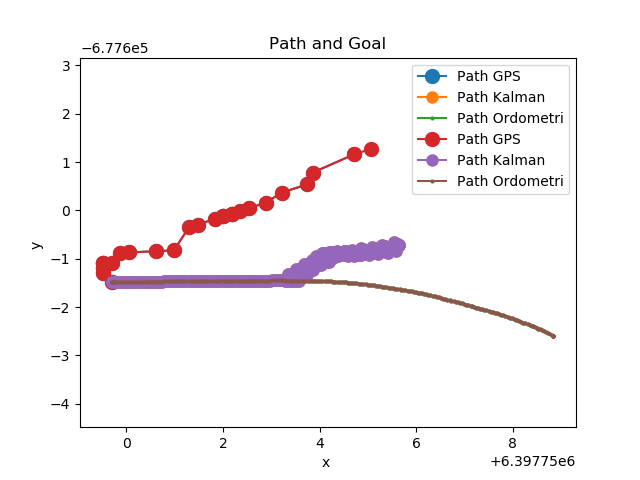 Path and Goal
−6.776e5
Path GPS
Path Kalman
Path Ordometri
Path GPS
Path Kalman
Path Ordometri
3
2
1
0
−1
−2
−3
−4
y
0
2
4
6
8
x
+6.39775e6